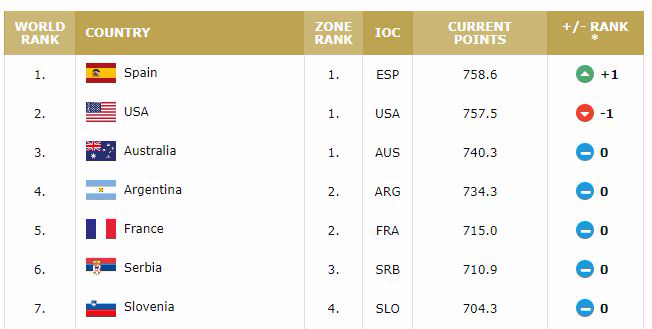 WORLD RANK COUNTRY ZONE RANK IOC CURRENT POINTS +/- RANK *
1. Spain 1. ESP 758.6 +1
2. USA 1. USA 757.5 -1
3. Australia 1. AUS 740.3 0
4. Argentina 2. ARG 734.3 0
5. France 2. FRA 715.0 0
6. Serbia 3. SRB 710.9 0
7. Slovenia 4. SLO 704.3 0